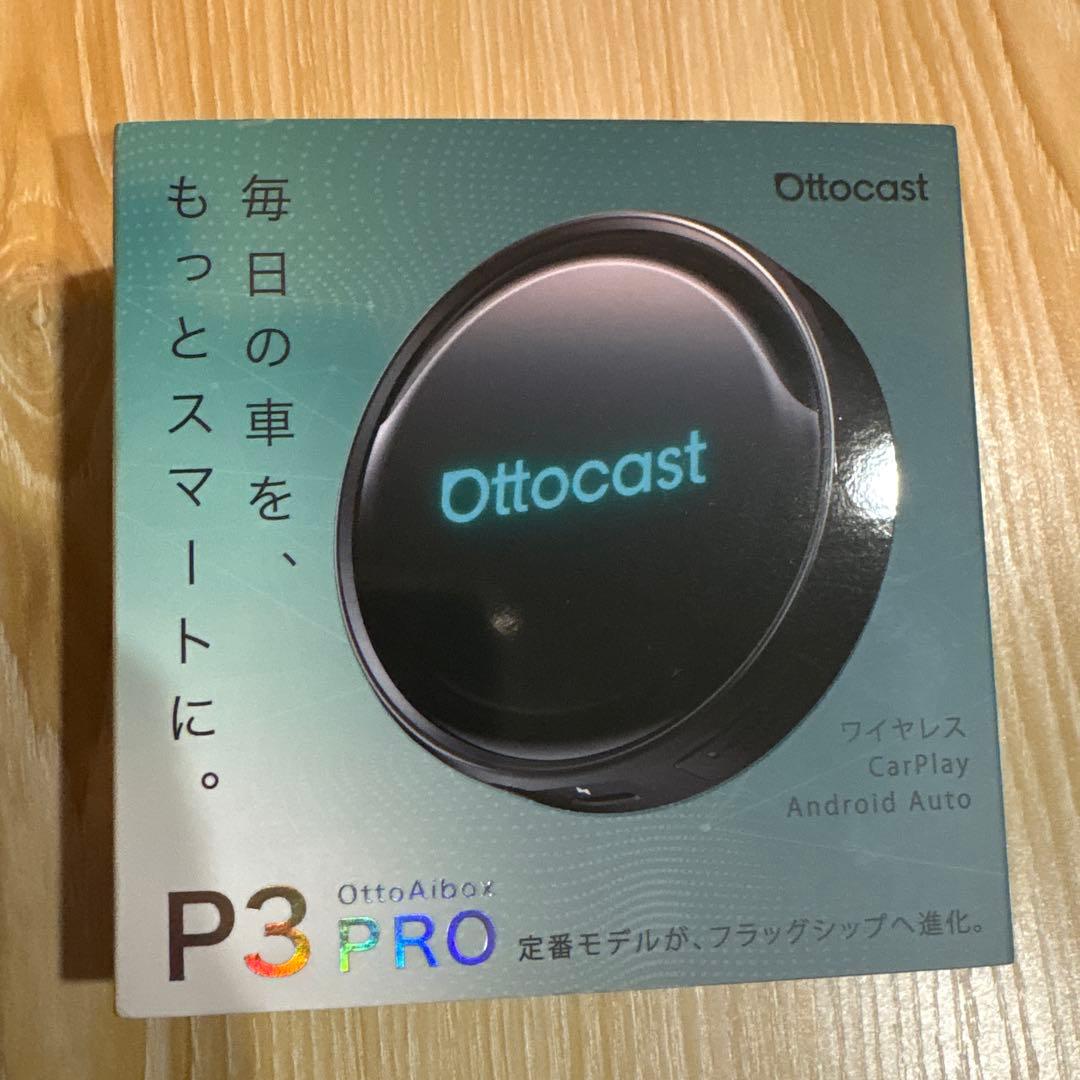 毎日の車を、
もっとスマートに。
Ottocast
Ottocast
ワイヤレス
CarPlay
Android Auto
P3
OttoAibox
PRO
定番モデルが、フラッグシップへ進化。